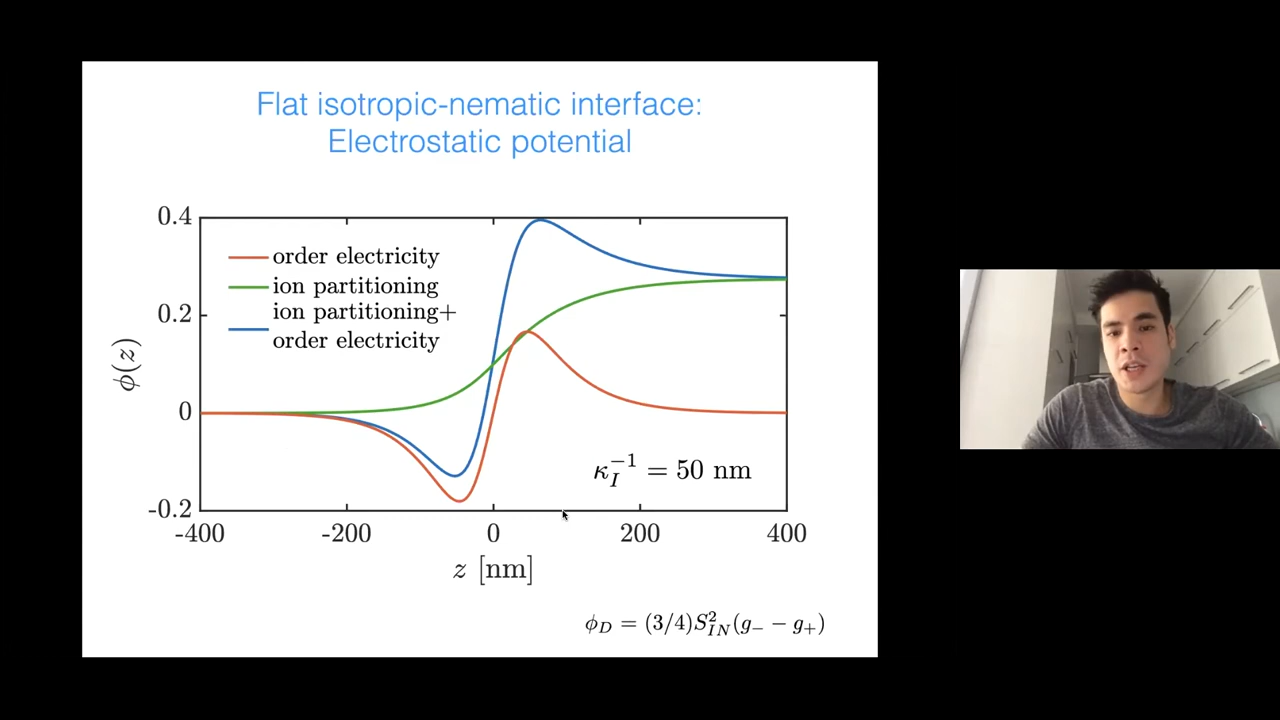 Flat isotropic-nematic interface:
Electrostatic potential
0.4
0.2
0
-0.2
ϕ(z)
order electricity
ion partitioning
ion partitioning+
order electricity
κ_I^{-1} = 50 nm
-400 -200 0 200 400
z [nm]
ϕ_D = (3/4)S_{IN}^2(g_- − g_+)